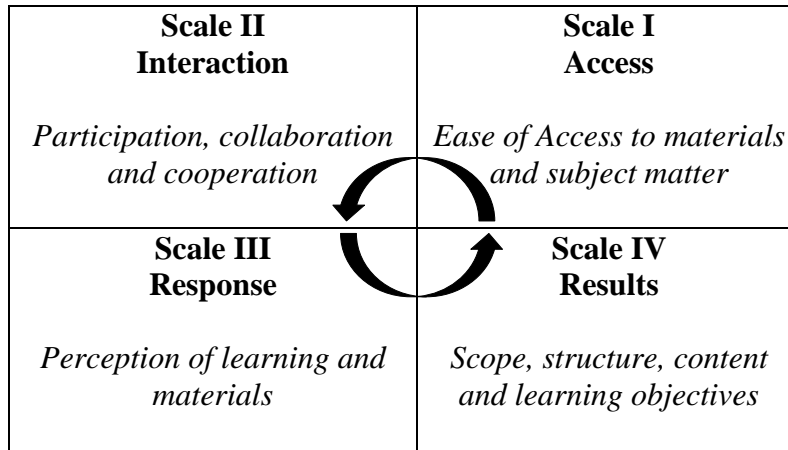 Scale II
Interaction
Participation, collaboration
and cooperation
Scale I
Access
Ease of Access to materials
and subject matter
Scale III
Response
Perception of learning and
materials
Scale IV
Results
Scope, structure, content
and learning objectives